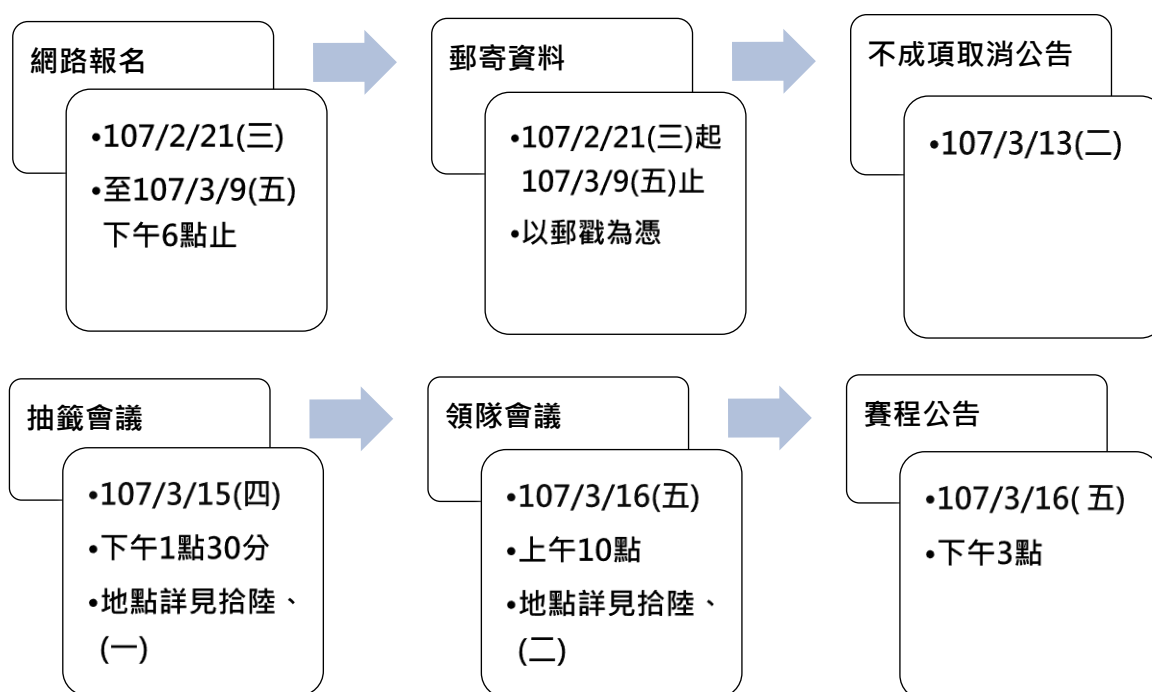 網路報名
•107/2/21(三)
•至107/3/9(五)
下午6點止
郵寄資料
•107/2/21(三)起
107/3/9(五)止
•以郵戳為憑
不成項取消公告
•107/3/13(二)
抽籤會議
•107/3/15(四)
•下午1點30分
•地點詳見拾陸、
(一)
領隊會議
•107/3/16(五)
•上午10點
•地點詳見拾陸、
(二)
賽程公告
•107/3/16( 五)
•下午3點